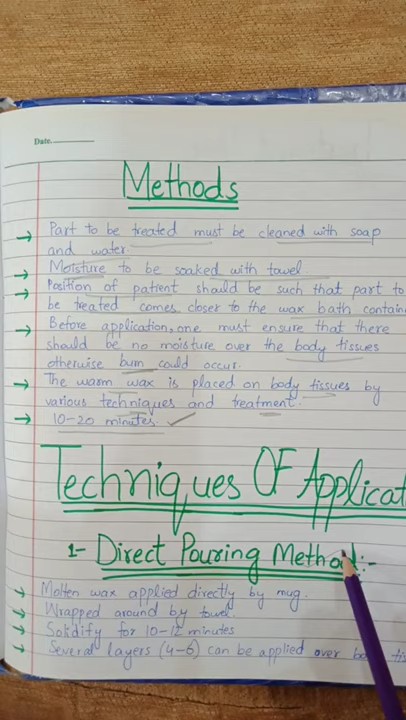 Date.
Methods
→ Part to be treated must be cleaned with soap
and water.
→ Moisture to be soaked with towel
→ Position of patient should be such that part to
be treated comes closer to the wax bath contain
→ Before application, one must ensure that there
should be no moisture over the body tissues
otherwise burn could occur.
→ The warm wax is placed on body tissues by
various techniques and treatment.
→ 10-20 minutes. ✓
Techniques OF Applicat
1- Direct Pouring Method:-
→ Molten wax applied directly by mug.
→ Wrapped around by towel.
→ Solidify for 10-12 minutes
→ Several layers (4-6) can be applied over